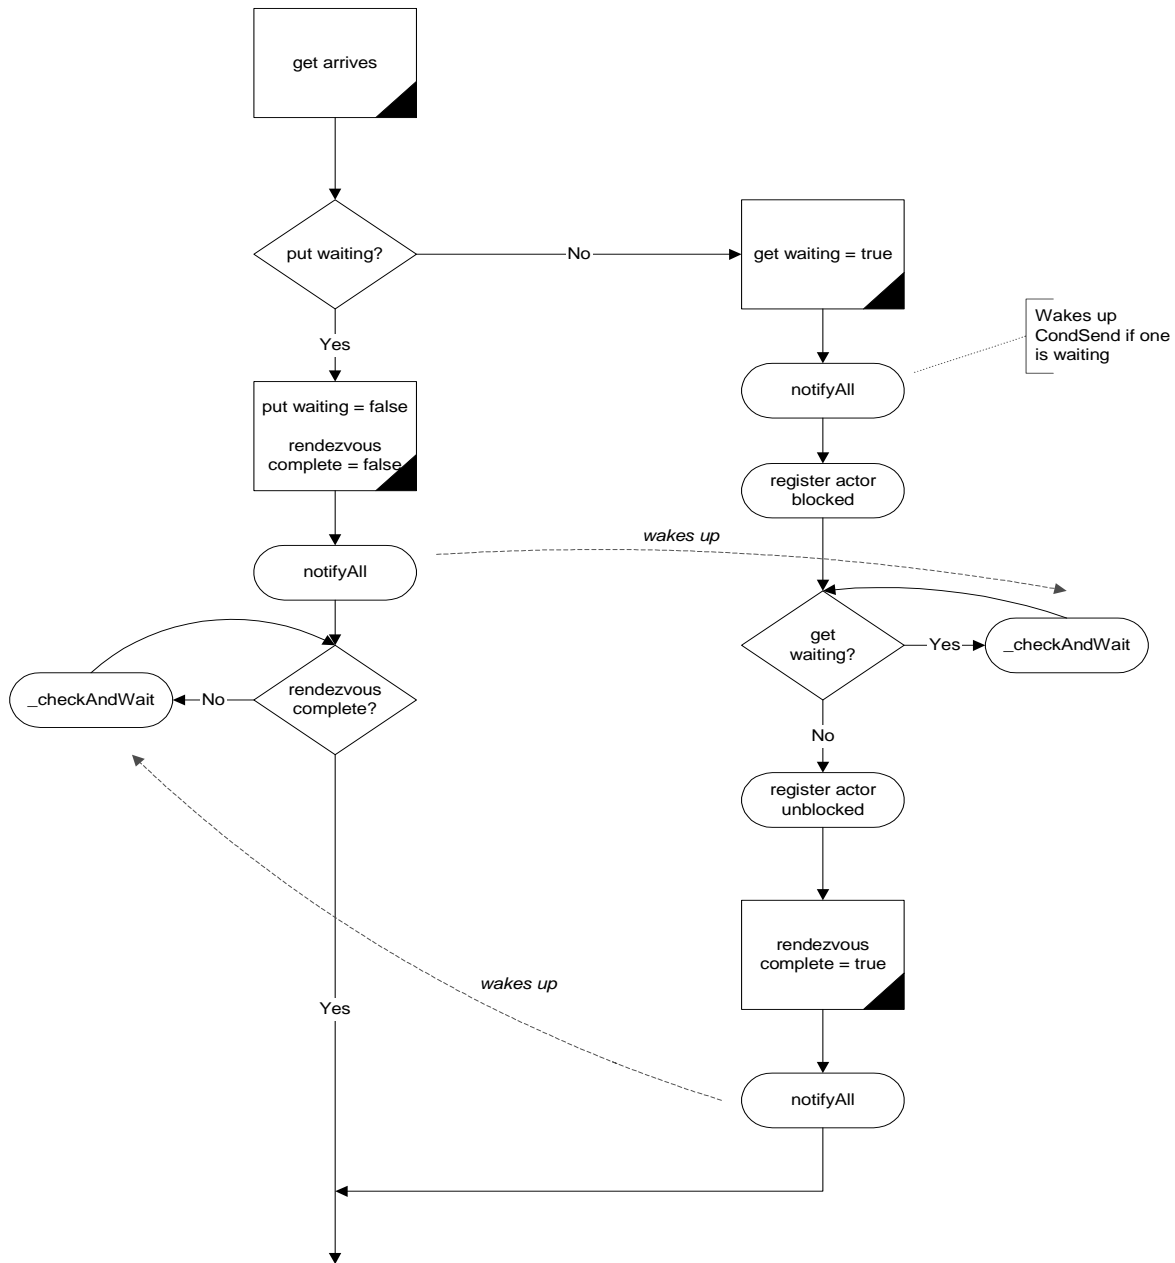 get arrives
put waiting?
No
get waiting = true
Wakes up
CondSend if one
is waiting
Yes
notifyAll
put waiting = false
rendezvous
complete = false
register actor
blocked
wakes up
notifyAll
get
waiting?
Yes
_checkAndWait
rendezvous
complete?
No
_checkAndWait
No
register actor
unblocked
rendezvous
complete = true
wakes up
Yes
notifyAll